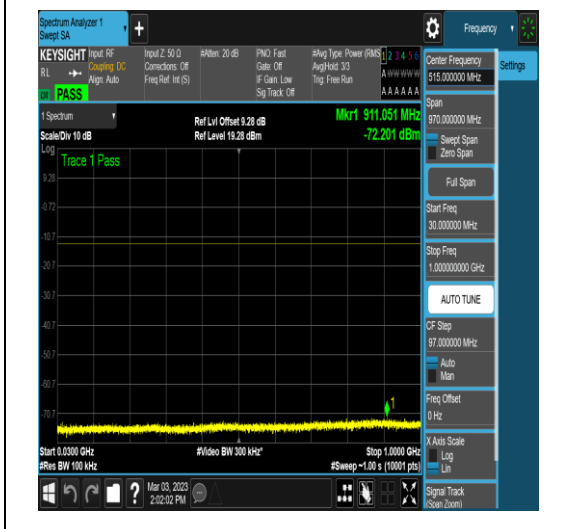 Spectrum Analyzer 1
Swept SA
Frequency
KEYSIGHT
RL
PASS
Input: RF
Coupling: DC
Align: Auto
Input Z: 50 Ω
Corrections: Off
Freq Ref: Int (S)
#Atten: 20 dB
PNO: Fast
Gate: Off
IF Gain: Low
Sig Track: Off
#Avg Type: Power (RMS
Avg|Hold: 3/3
Trig: Free Run
1 2 3 4 5 6
A W W W W W
A A A A A A
1 Spectrum
Scale/Div 10 dB
Log
Ref Lvl Offset 9.28 dB
Ref Level 19.28 dBm
Mkr1 911.051 MHz
-72.201 dBm
Trace 1 Pass
9.28
-0.72
-10.7
-20.7
-30.7
-40.7
-50.7
-60.7
-70.7
1
Start 0.0300 GHz
#Res BW 100 kHz
#Video BW 300 kHz*
Stop 1.0000 GHz
#Sweep ~1.00 s (10001 pts)
Mar 03, 2023
2:02:02 PM
Center Frequency
515.000000 MHz
Settings
Span
970.000000 MHz
Swept Span
Zero Span
Full Span
Start Freq
30.000000 MHz
Stop Freq
1.000000000 GHz
AUTO TUNE
CF Step
97.000000 MHz
Auto
Man
Freq Offset
0 Hz
X Axis Scale
Log
Lin
Signal Track
(Span Zoom)